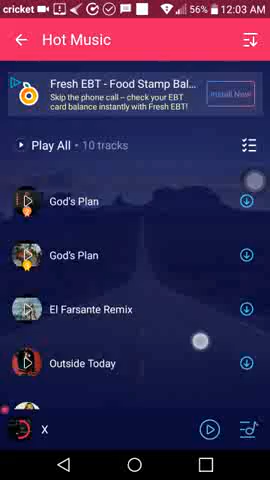 cricket 56% 12:03 AM
Hot Music
Fresh EBT - Food Stamp Bal...
Skip the phone call – check your EBT
card balance instantly with Fresh EBT!
Install Now
Play All • 10 tracks
God's Plan
God's Plan
El Farsante Remix
Outside Today
X